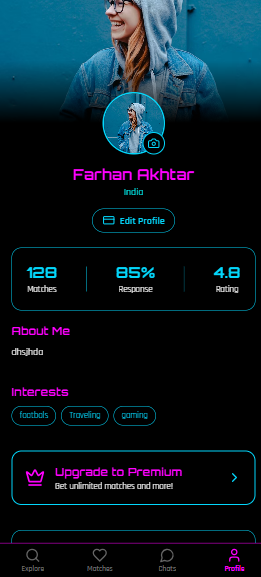 Farhan Akhtar
India
Edit Profile
128 85% 4.8
Matches Response Rating
About Me
dhsjhda
Interests
footbals Traveling gaming
Upgrade to Premium
Get unlimited matches and more!
Explore Matches Chats Profile